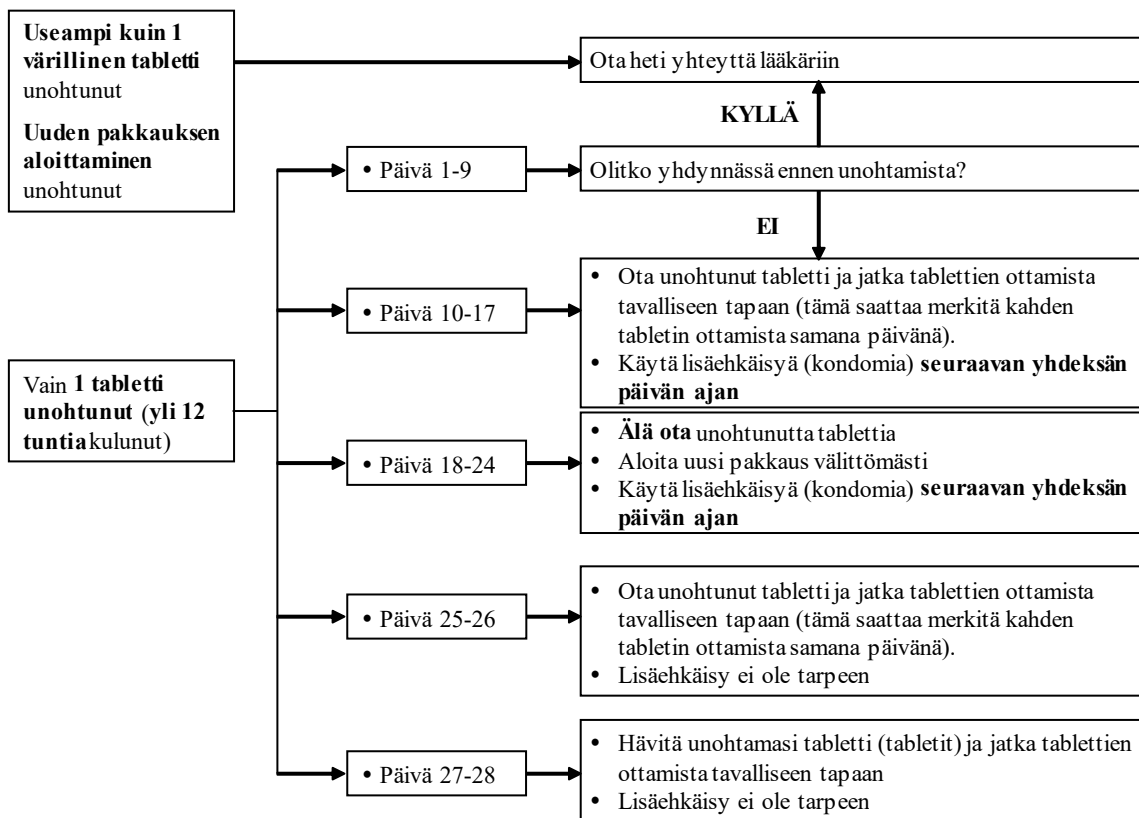 Useampi kuin 1
värillinen tabletti
unohtunut
Uuden pakkauksen
aloittaminen
unohtunut
Ota heti yhteyttä lääkäriin
KYLLÄ
• Päivä 1-9
Olitko yhdynnässä ennen unohtamista?
EI
• Päivä 10-17
• Ota unohtunut tabletti ja jatka tablettien ottamista
tavalliseen tapaan (tämä saattaa merkitä kahden
tabletin ottamista samana päivänä).
• Käytä lisäehkäisyä (kondomia) seuraavan yhdeksän
päivän ajan
Vain 1 tabletti
unohtunut (yli 12
tuntia kulunut)
• Päivä 18-24
• Älä ota unohtunutta tablettia
• Aloita uusi pakkaus välittömästi
• Käytä lisäehkäisyä (kondomia) seuraavan yhdeksän
päivän ajan
• Päivä 25-26
• Ota unohtunut tabletti ja jatka tablettien ottamista
tavalliseen tapaan (tämä saattaa merkitä kahden
tabletin ottamista samana päivänä).
• Lisäehkäisy ei ole tarpeen
• Päivä 27-28
• Hävitä unohtamasi tabletti (tabletit) ja jatka tablettien
ottamista tavalliseen tapaan
• Lisäehkäisy ei ole tarpeen